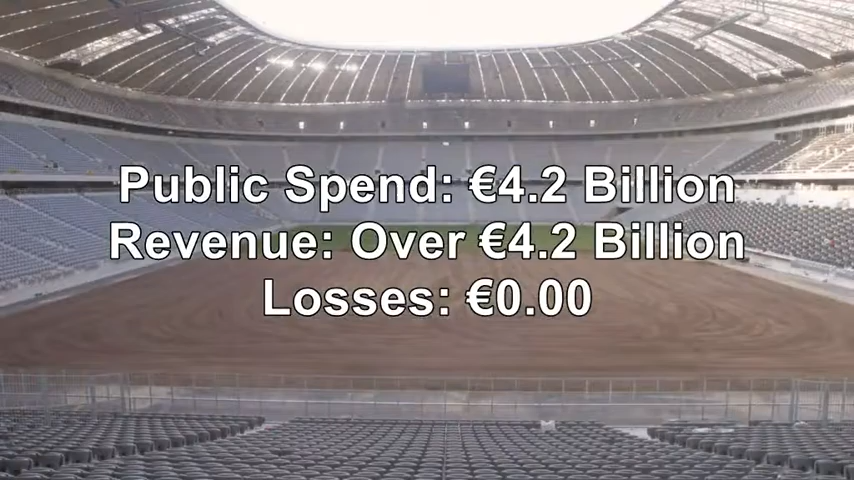 Public Spend: €4.2 Billion
Revenue: Over €4.2 Billion
Losses: €0.00